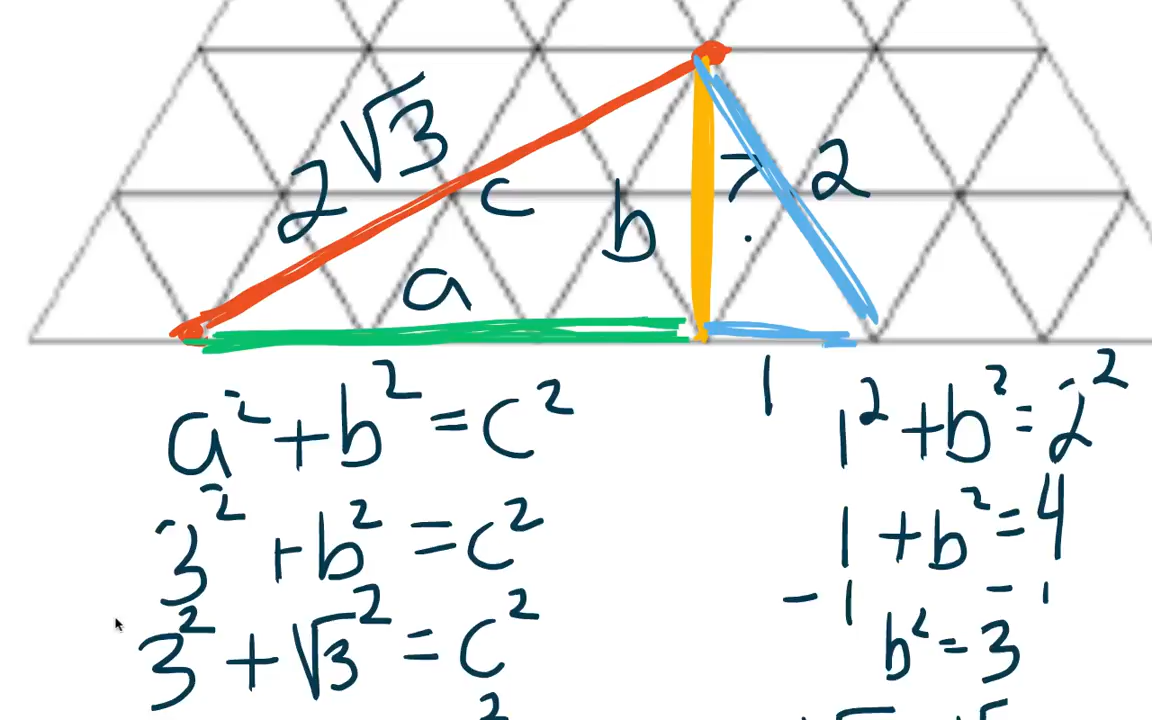 2√3
c
b
?
2
a
1
a² + b² = c²
1² + b² = 2²
3² + b² = c²
1 + b² = 4
- 1 - 1
3² + √3² = c²
b² = 3
2